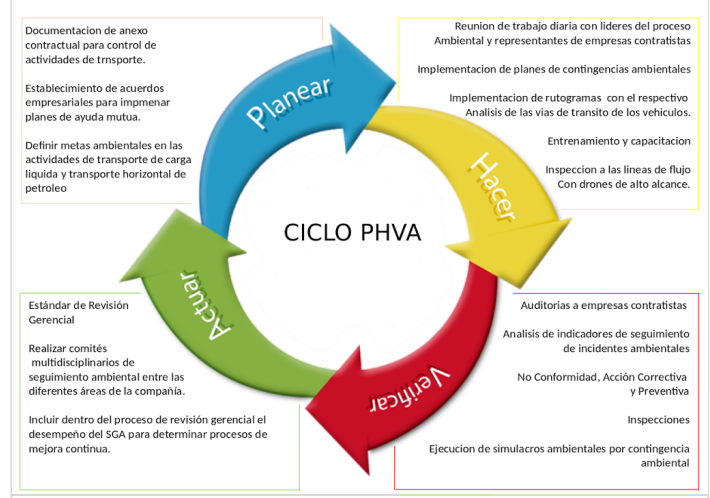 Documentacion de anexo
contractual para control de
actividades de trnsporte.
Establecimiento de acuerdos
empresariales para impmenar
planes de ayuda mutua.
Definir metas ambientales en las
actividades de transporte de carga
liquida y transporte horizontal de
petroleo
Planear
Reunion de trabajo diaria con lideres del proceso
Ambiental y representantes de empresas contratistas
Implementacion de planes de contingencias ambientales
Implementacion de rutogramas con el respectivo
Analisis de las vias de transito de los vehiculos.
Entrenamiento y capacitacion
Inspeccion a las lineas de flujo
Con drones de alto alcance.
Hacer
CICLO PHVA
Actuar
Estándar de Revisión
Gerencial
Realizar comités
multidisciplinarios de
seguimiento ambiental entre las
diferentes áreas de la compañía.
Incluir dentro del proceso de revisión gerencial el
desempeño del SGA para determinar procesos de
mejora continua.
Verificar
Auditorias a empresas contratistas
Analisis de indicadores de seguimiento
de incidentes ambientales
No Conformidad, Acción Correctiva
y Preventiva
Inspecciones
Ejecucion de simulacros ambientales por contingencia
ambiental